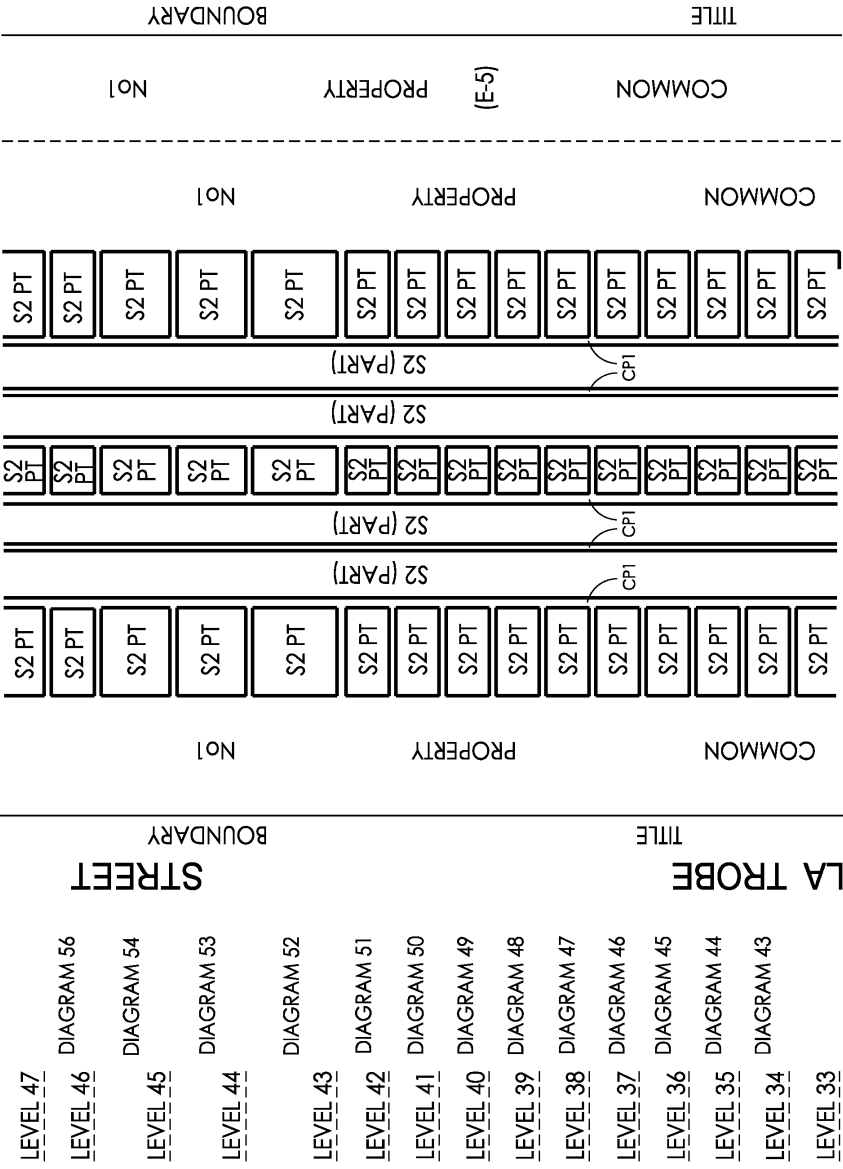 TITLE BOUNDARY
COMMON PROPERTY No1
(E-5)
COMMON PROPERTY No1
S2 PT S2 PT S2 PT S2 PT S2 PT S2 PT S2 PT S2 PT S2 PT S2 PT S2 PT S2 PT S2 PT S2 PT S2 PT
S2 (PART)
CP1
S2 (PART)
S2 PT S2 PT S2 PT S2 PT S2 PT S2 PT S2 PT S2 PT S2 PT S2 PT S2 PT S2 PT S2 PT S2 PT S2 PT
S2 (PART)
CP1
S2 (PART)
CP1
S2 PT S2 PT S2 PT S2 PT S2 PT S2 PT S2 PT S2 PT S2 PT S2 PT S2 PT S2 PT S2 PT S2 PT S2 PT
COMMON PROPERTY No1
TITLE BOUNDARY
LA TROBE STREET
DIAGRAM 56
DIAGRAM 54
DIAGRAM 53
DIAGRAM 52
DIAGRAM 51
DIAGRAM 50
DIAGRAM 49
DIAGRAM 48
DIAGRAM 47
DIAGRAM 46
DIAGRAM 45
DIAGRAM 44
DIAGRAM 43
LEVEL 47
LEVEL 46
LEVEL 45
LEVEL 44
LEVEL 43
LEVEL 42
LEVEL 41
LEVEL 40
LEVEL 39
LEVEL 38
LEVEL 37
LEVEL 36
LEVEL 35
LEVEL 34
LEVEL 33